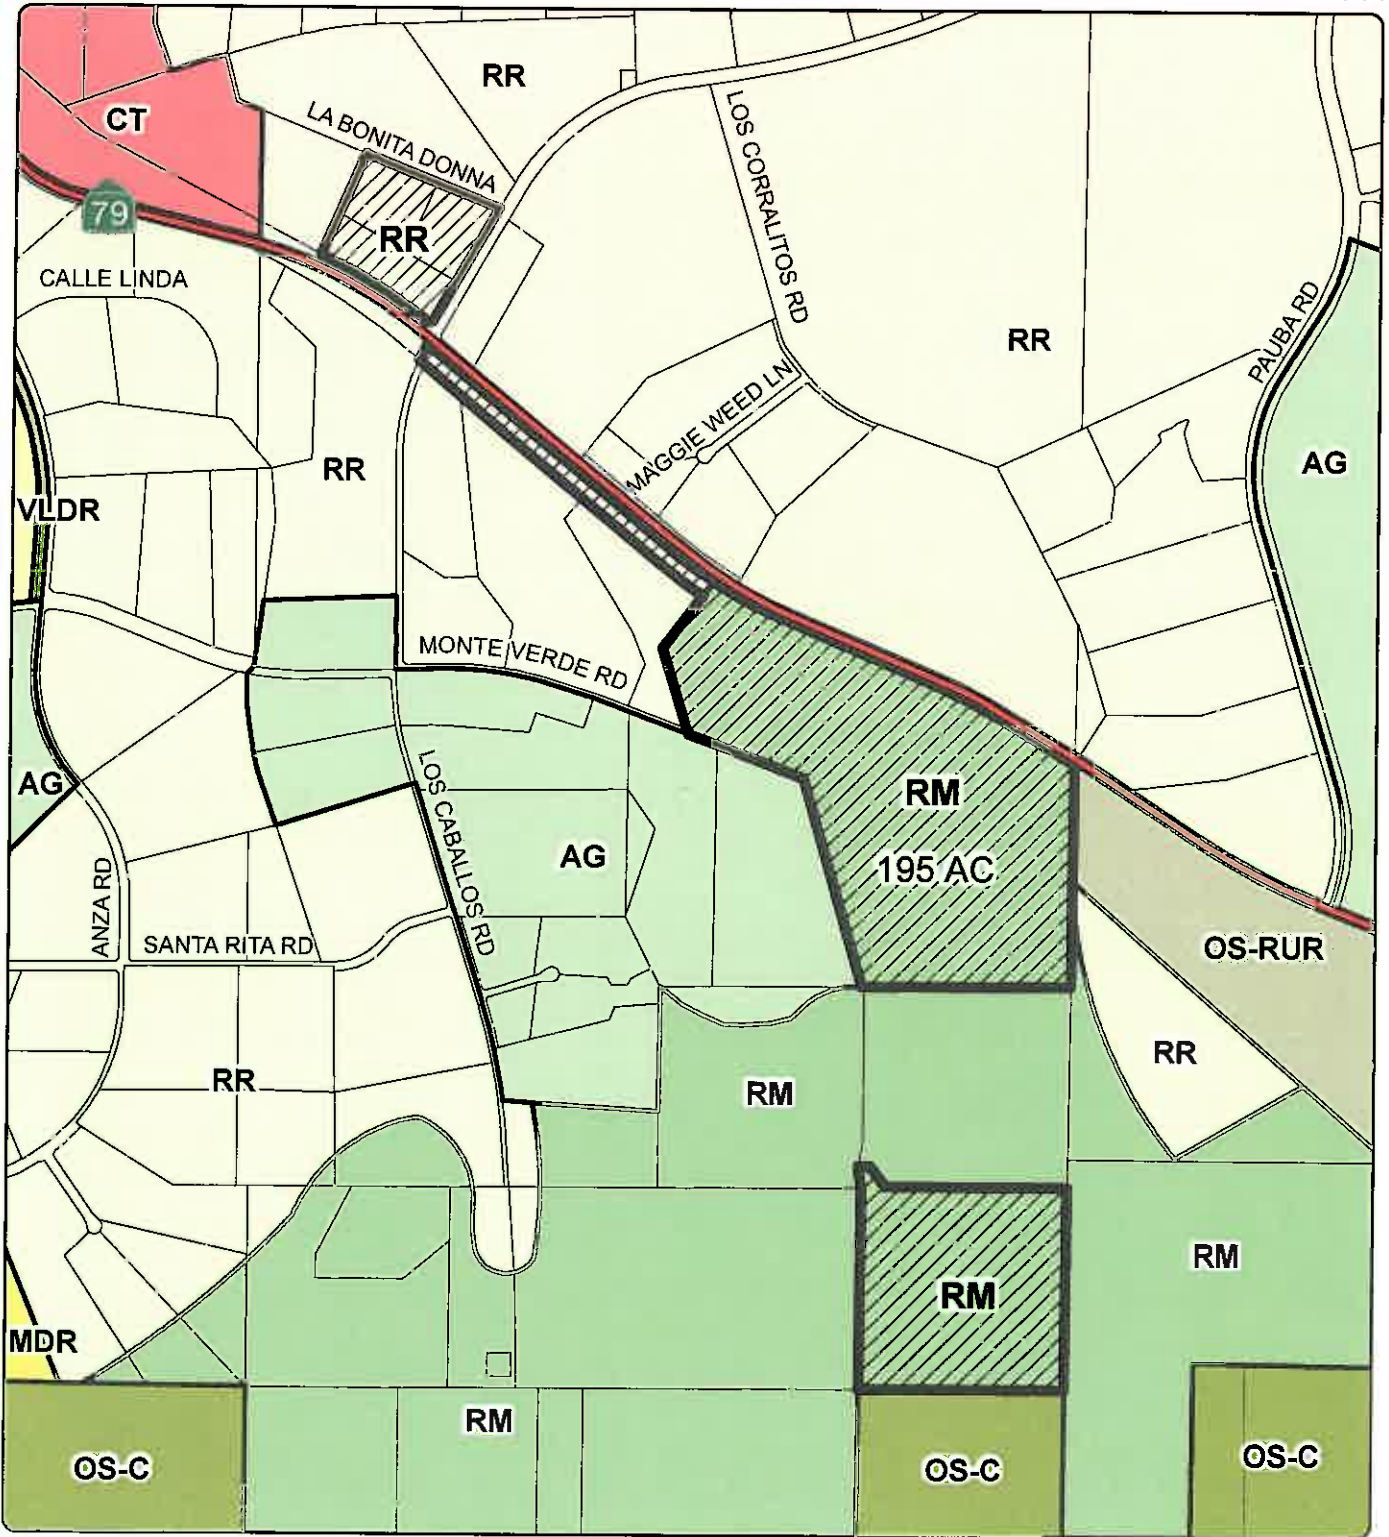 RR
CT
LA BONITA DONNA
LOS CORRALITOS RD
79
RR
CALLE LINDA
PAUBA RD
RR
MAGGIE WEED LN
RR
AG
VLDR
MONTE VERDE RD
AG
RM
LOS CABALLOS RD
AG
195 AC
ANZA RD
SANTA RITA RD
OS-RUR
RR
RR
RM
RM
RM
MDR
RM
OS-C
OS-C
OS-C